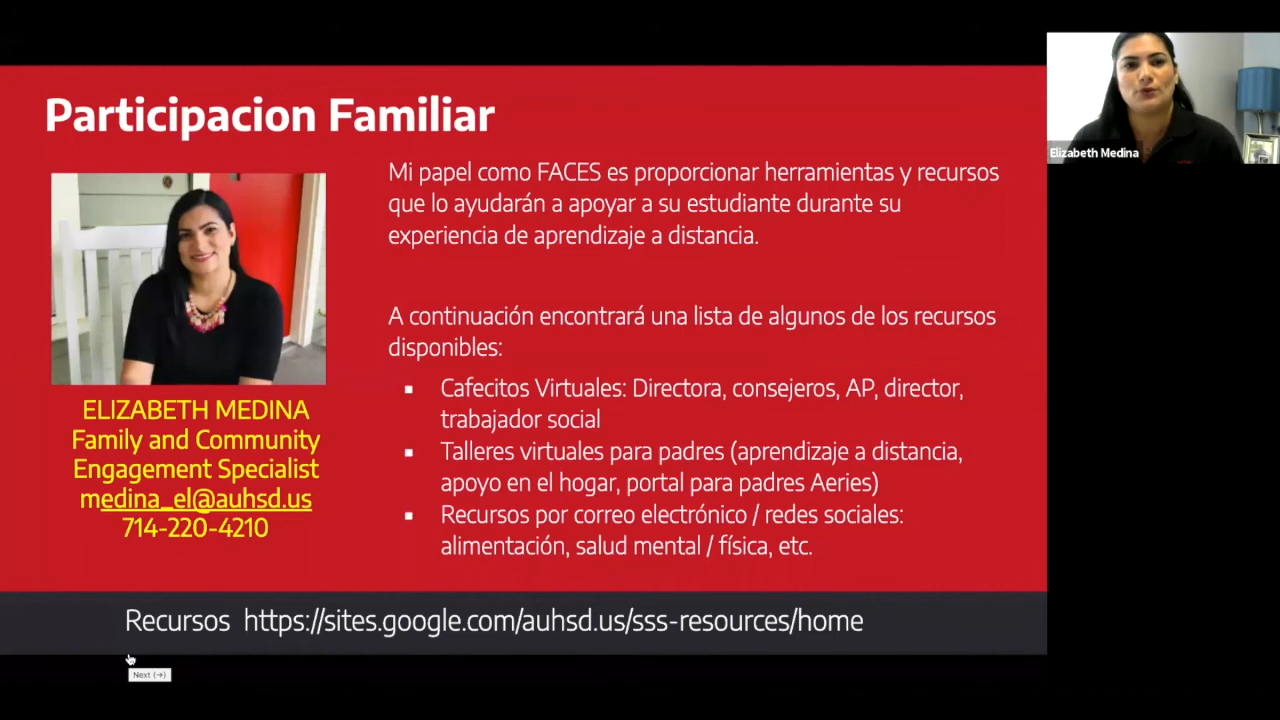 Participacion Familiar
Elizabeth Medina
Mi papel como FACES es proporcionar herramientas y recursos
que lo ayudarán a apoyar a su estudiante durante su
experiencia de aprendizaje a distancia.
A continuación encontrará una lista de algunos de los recursos
disponibles:
▪ Cafecitos Virtuales: Directora, consejeros, AP, director,
trabajador social
▪ Talleres virtuales para padres (aprendizaje a distancia,
apoyo en el hogar, portal para padres Aeries)
▪ Recursos por correo electrónico / redes sociales:
alimentación, salud mental / física, etc.
ELIZABETH MEDINA
Family and Community
Engagement Specialist
medina_el@auhsd.us
714-220-4210
Recursos https://sites.google.com/auhsd.us/sss-resources/home
Next (→)